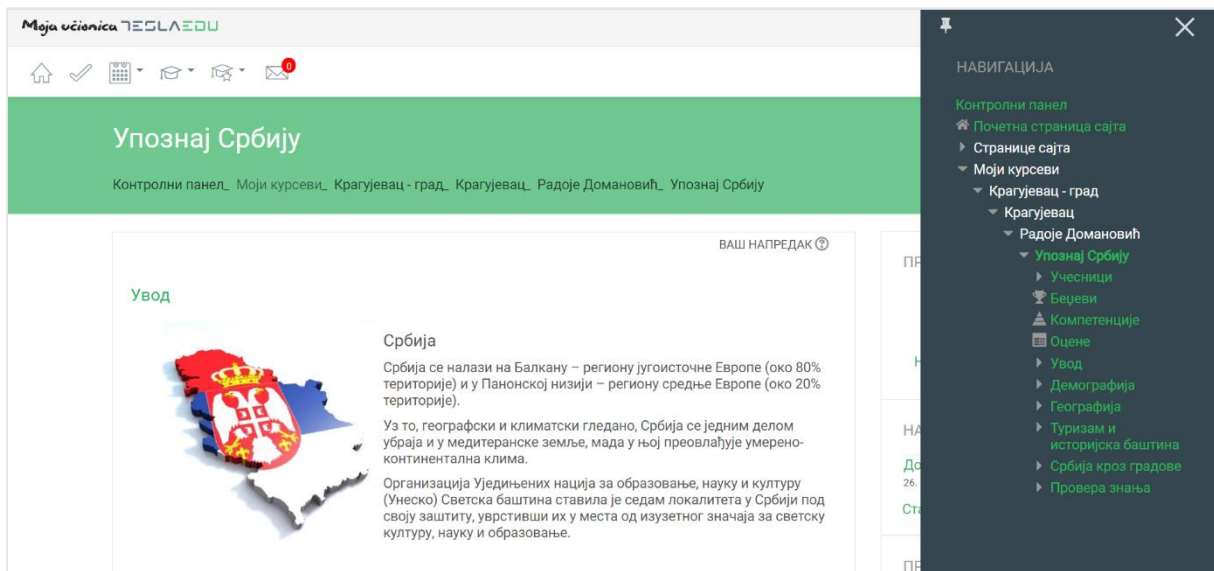 Moja učionica TESLAEDU
0
Упознај Србију
Контролни панел_ Моји курсеви_ Крагујевац - град_ Крагујевац_ Радоје Домановић_ Упознај Србију
ВАШ НАПРЕДАК
Увод
Србија
Србија се налази на Балкану – региону југоисточне Европе (око 80%
територије) и у Панонској низији – региону средње Европе (око 20%
територије).
Уз то, географски и климатски гледано, Србија се једним делом
убраја и у медитеранске земље, мада у њој преовлађује умерено-
континентална клима.
Организација Уједињених нација за образовање, науку и културу
(Унеско) Светска баштина ставила је седам локалитета у Србији под
своју заштиту, уврстивши их у места од изузетног значаја за светску
културу, науку и образовање.
26.
НАВИГАЦИЈА
Контролни панел
Почетна страница сајта
Странице сајта
Моји курсеви
Крагујевац - град
Крагујевац
Радоје Домановић
Упознај Србију
Учесници
Беџеви
Компетенције
Оцене
Увод
Демографија
Географија
Туризам и
историјска баштина
Србија кроз градове
Провера знања